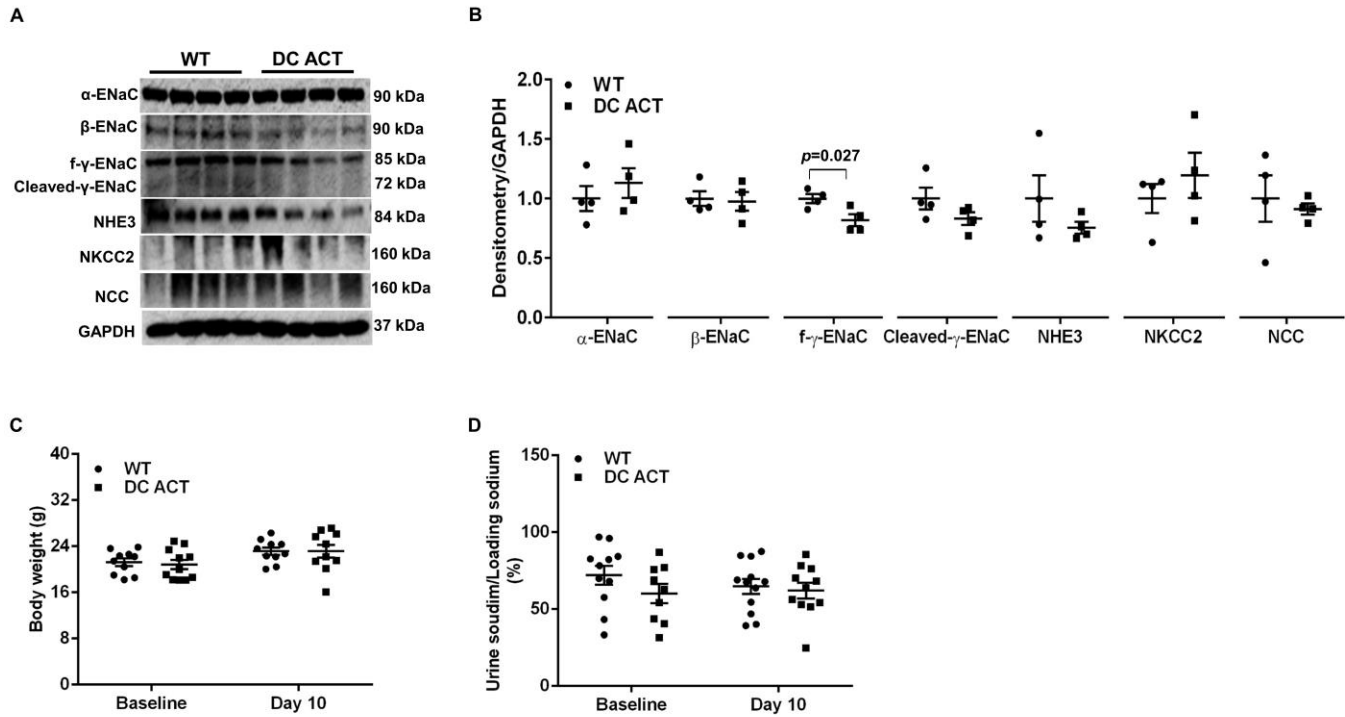 A
WT DC ACT
α-ENaC 90 kDa
β-ENaC 90 kDa
f-γ-ENaC 85 kDa
Cleaved-γ-ENaC 72 kDa
NHE3 84 kDa
NKCC2 160 kDa
NCC 160 kDa
GAPDH 37 kDa
B
Densitometry/GAPDH
2.0
1.5
1.0
0.5
0.0
WT
DC ACT
p=0.027
α-ENaC β-ENaC f-γ-ENaC Cleaved-γ-ENaC NHE3 NKCC2 NCC
C
Body weight (g)
40
32
24
16
8
0
WT
DC ACT
Baseline Day 10
D
Urine soudim/Loading sodium
(%)
150
100
50
0
WT
DC ACT
Baseline Day 10